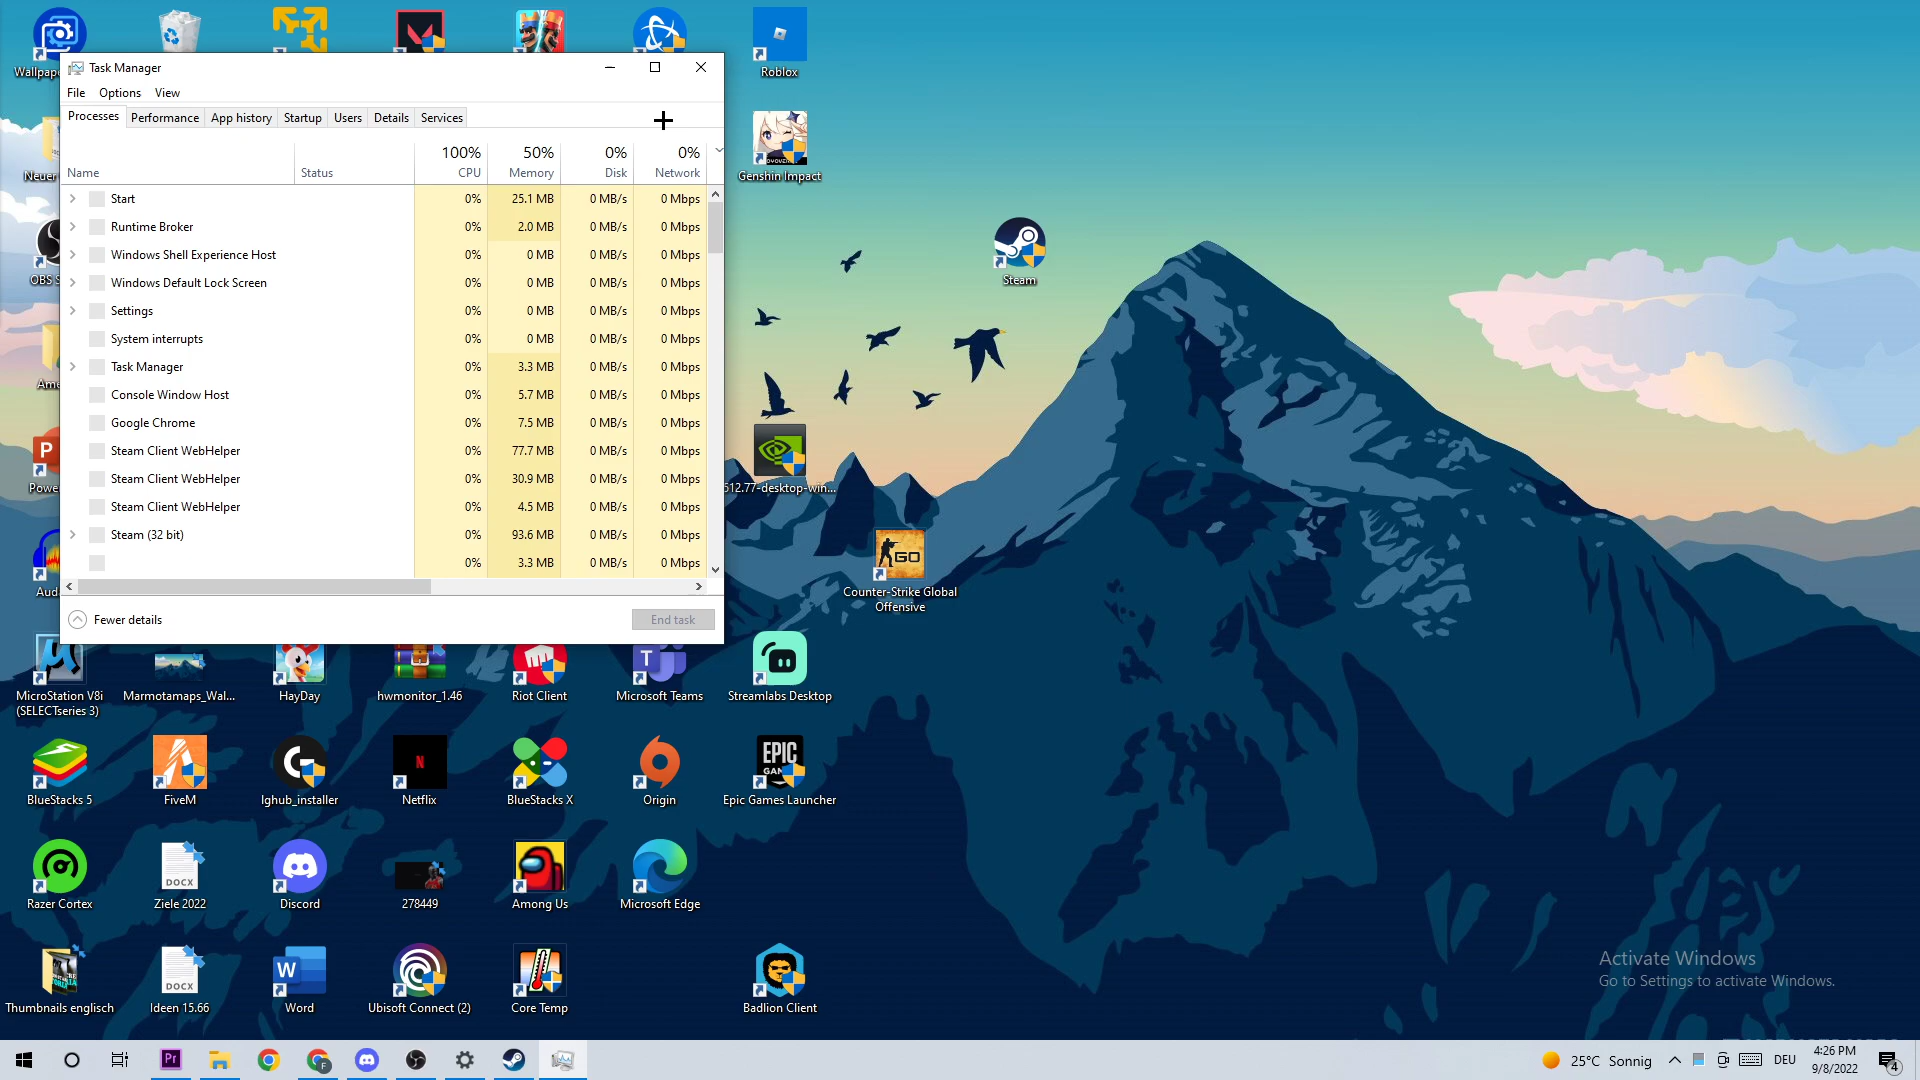 Roblox
Genshin Impact
Steam
512.77-desktop-win...
Counter-Strike Global
Offensive
Task Manager
File Options View
Processes Performance App history Startup Users Details Services
100% 50% 0% 0%
Name Status CPU Memory Disk Network
Start 0% 25.1 MB 0 MB/s 0 Mbps
Runtime Broker 0% 2.0 MB 0 MB/s 0 Mbps
Windows Shell Experience Host 0% 0 MB 0 MB/s 0 Mbps
Windows Default Lock Screen 0% 0 MB 0 MB/s 0 Mbps
Settings 0% 0 MB 0 MB/s 0 Mbps
System interrupts 0% 0 MB 0 MB/s 0 Mbps
Task Manager 0% 3.3 MB 0 MB/s 0 Mbps
Console Window Host 0% 5.7 MB 0 MB/s 0 Mbps
Google Chrome 0% 7.5 MB 0 MB/s 0 Mbps
Steam Client WebHelper 0% 77.7 MB 0 MB/s 0 Mbps
Steam Client WebHelper 0% 30.9 MB 0 MB/s 0 Mbps
Steam Client WebHelper 0% 4.5 MB 0 MB/s 0 Mbps
Steam (32 bit) 0% 93.6 MB 0 MB/s 0 Mbps
0% 3.3 MB 0 MB/s 0 Mbps
Fewer details End task
Wallpape
Neuer
OBS S
Ame
Powe
Auda
GO
MicroStation V8i
(SELECTseries 3)
Marmotamaps_Wal...
HayDay
hwmonitor_1.46
Riot Client
Microsoft Teams
Streamlabs Desktop
BlueStacks 5
FiveM
lghub_installer
Netflix
BlueStacks X
Origin
EPIC
GAMES
Epic Games Launcher
Razer Cortex
DOCX
Ziele 2022
Discord
278449
Among Us
Microsoft Edge
Thumbnails englisch
DOCX
Ideen 15.66
Word
Ubisoft Connect (2)
Core Temp
Badlion Client
Activate Windows
Go to Settings to activate Windows.
25°C Sonnig DEU 4:26 PM
9/8/2022
4